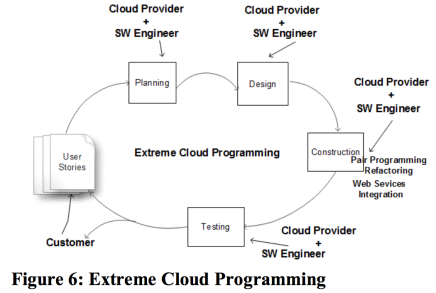 Cloud Provider
+
SW Engineer
Cloud Provider
+
SW Engineer
Planning
Design
Cloud Provider
+
SW Engineer
User
Stories
Extreme Cloud Programming
Construction
Pair Programming
Refactoring
Web Sevices
Integration
Testing
Customer
Cloud Provider
+
SW Engineer
Figure 6: Extreme Cloud Programming